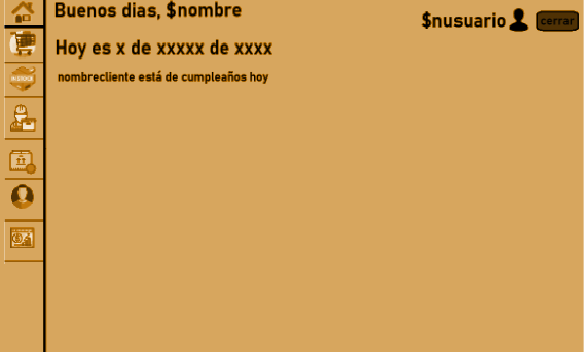 Buenos dias, $nombre
$nusuario
cerrar
Hoy es x de xxxxx de xxxx
nombrecliente está de cumpleaños hoy